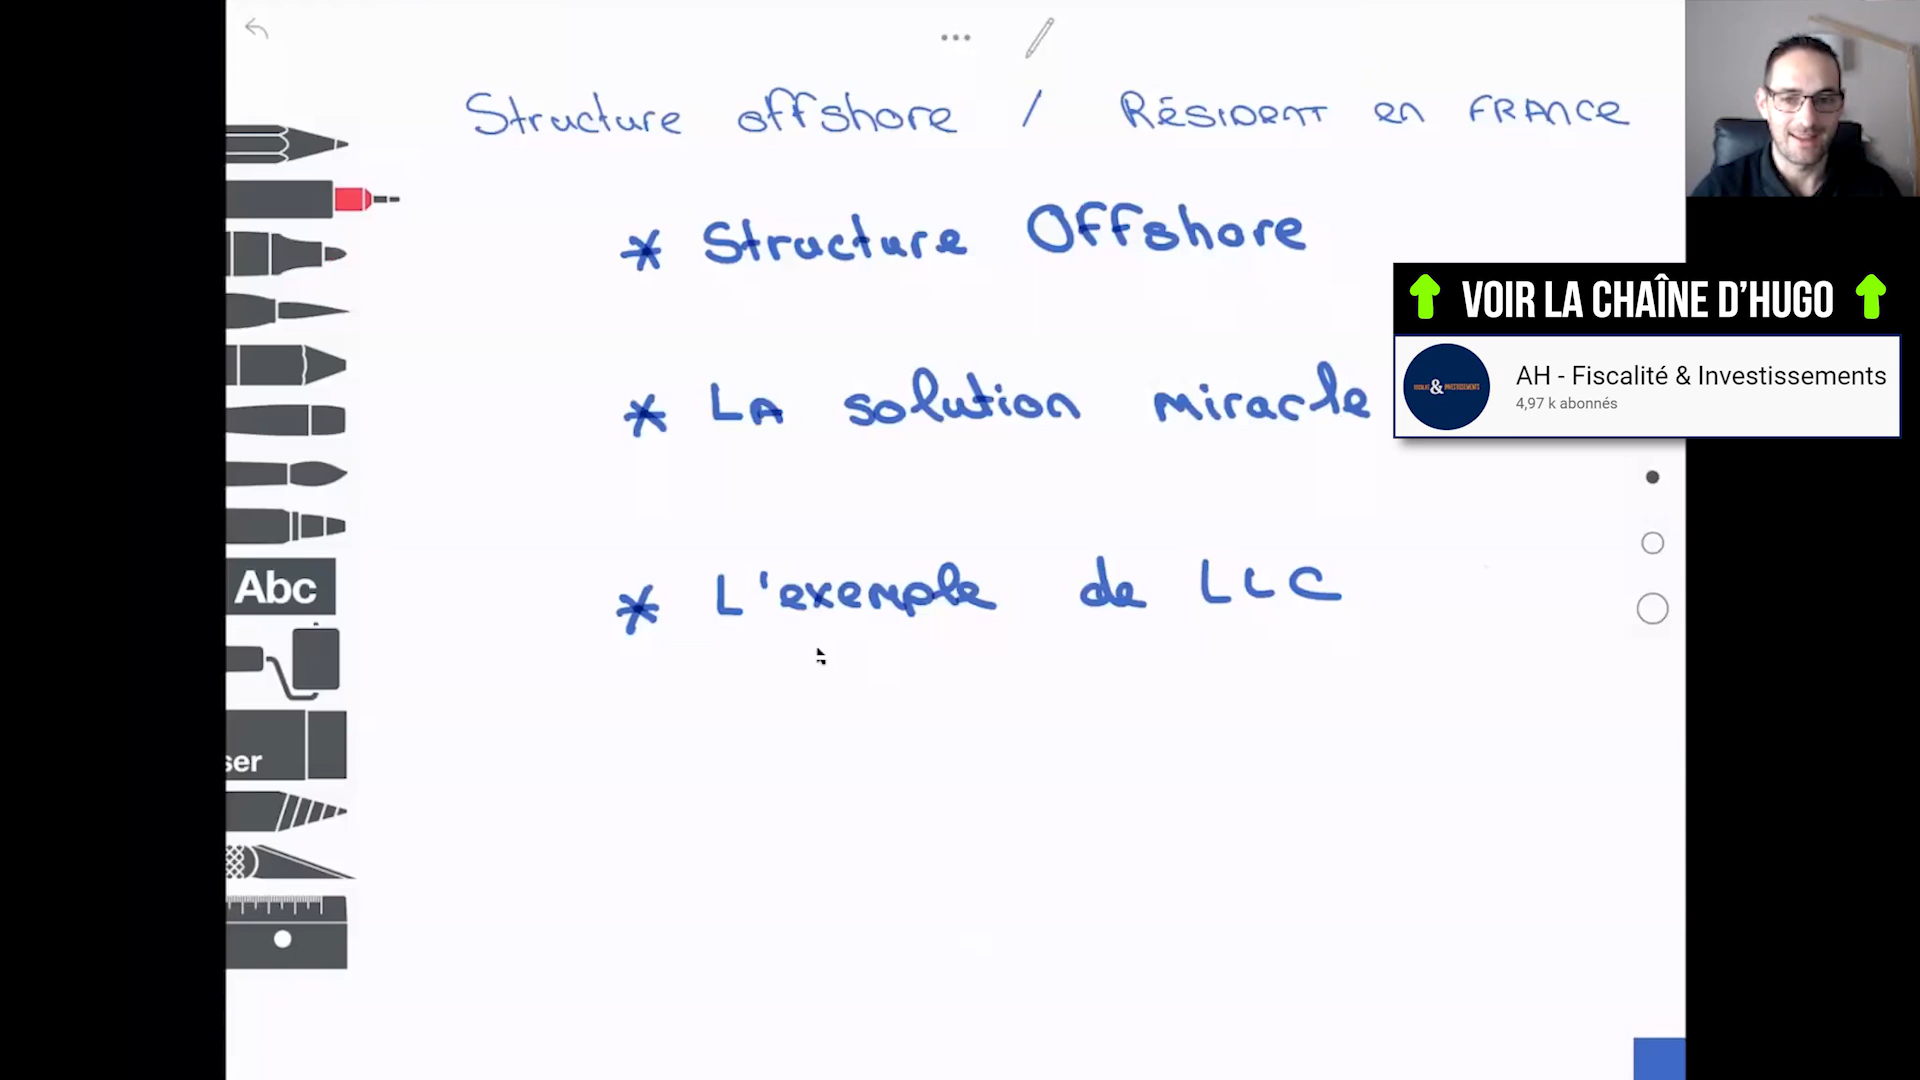 Structure offshore / RÉSIDENT en FRANCE
* Structure Offshore
VOIR LA CHAÎNE D'HUGO
AH - Fiscalité & Investissements
4,97 k abonnés
* LA solution miracle
* L'exemple de LLC
Abc
ser